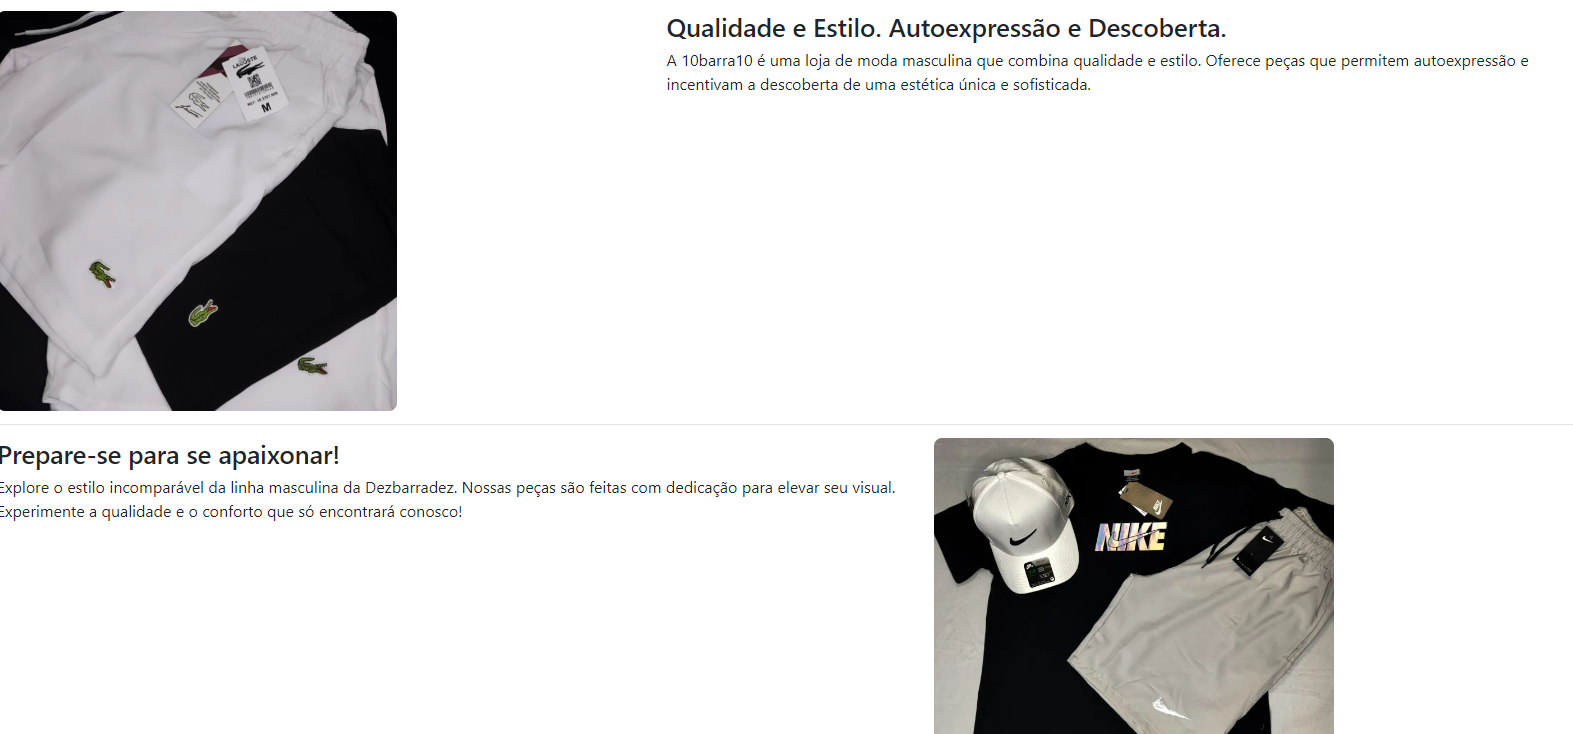 LACOSTE
M
Qualidade e Estilo. Autoexpressão e Descoberta.
A 10barra10 é uma loja de moda masculina que combina qualidade e estilo. Oferece peças que permitem autoexpressão e
incentivam a descoberta de uma estética única e sofisticada.
Prepare-se para se apaixonar!
Explore o estilo incomparável da linha masculina da Dezbarradez. Nossas peças são feitas com dedicação para elevar seu visual.
Experimente a qualidade e o conforto que só encontrará conosco!
NIKE